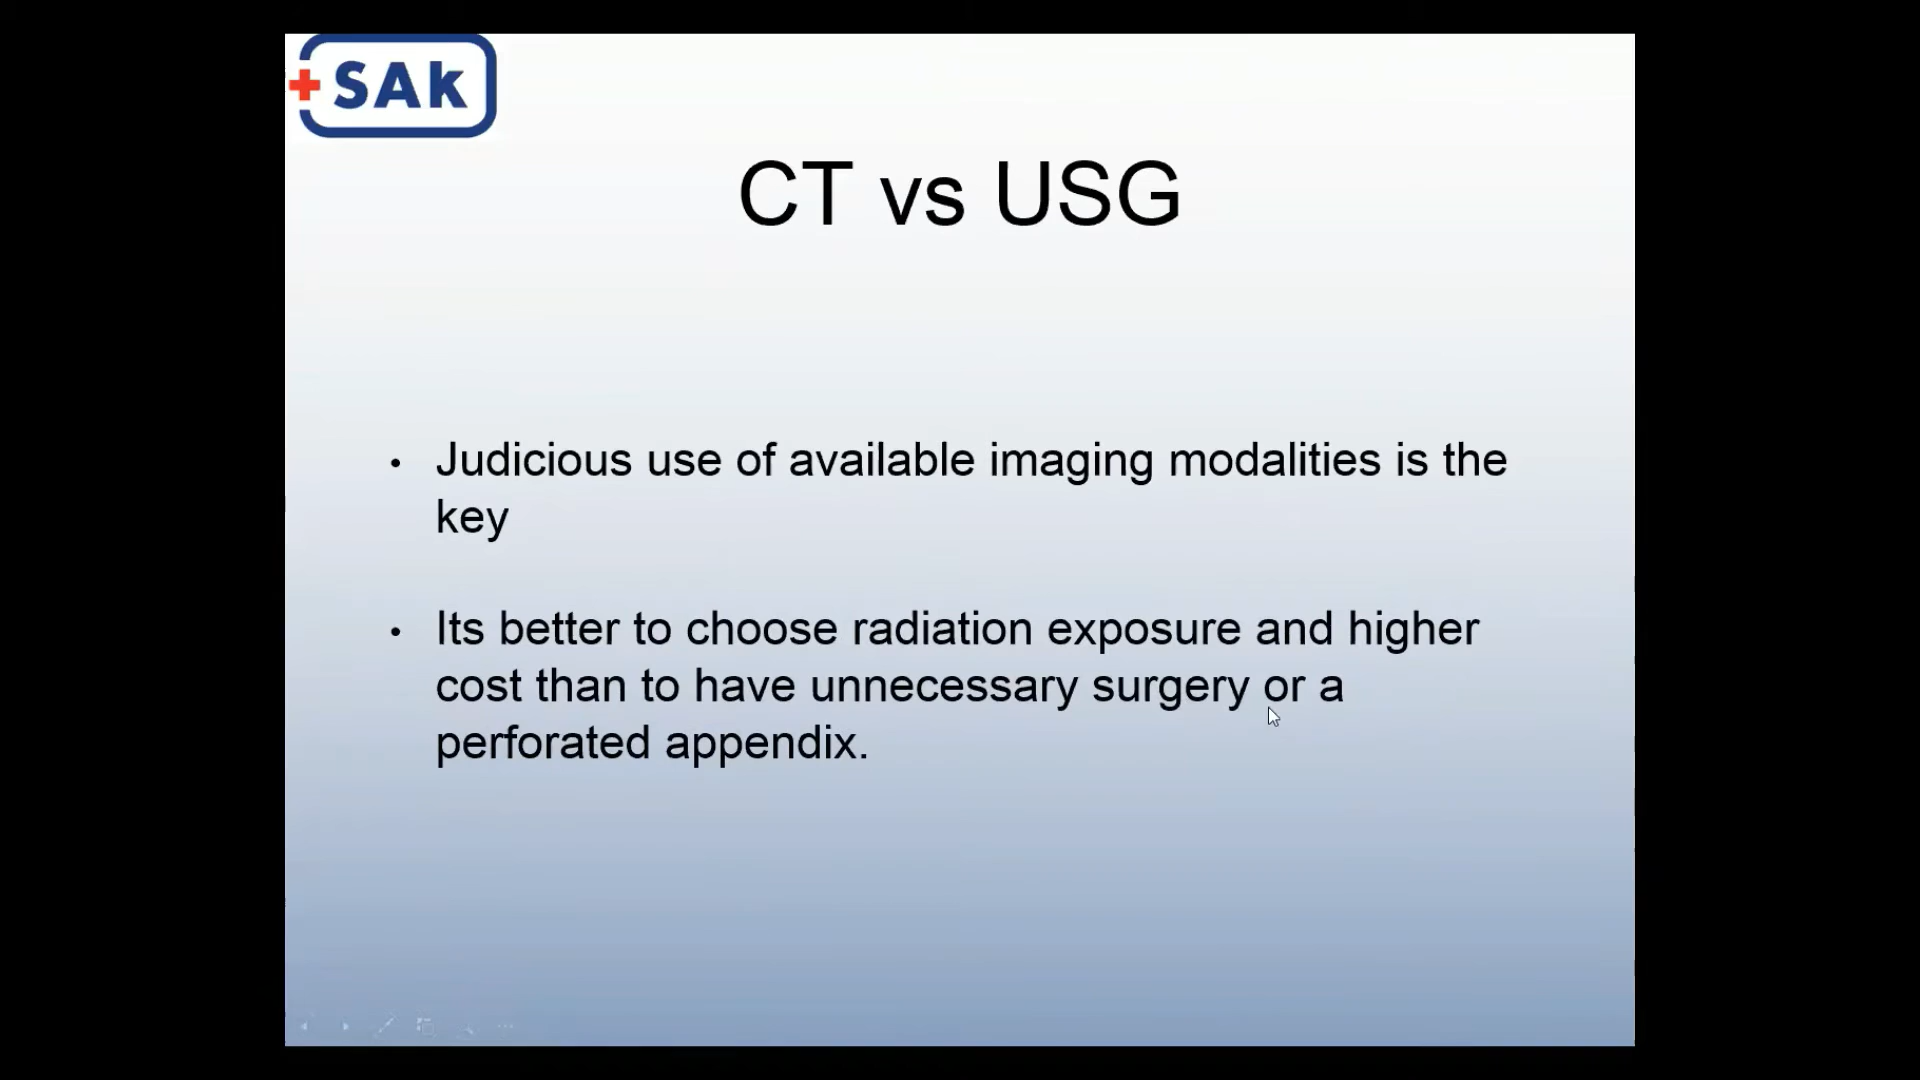 SAk
CT vs USG
• Judicious use of available imaging modalities is the
key
• Its better to choose radiation exposure and higher
cost than to have unnecessary surgery or a
perforated appendix.